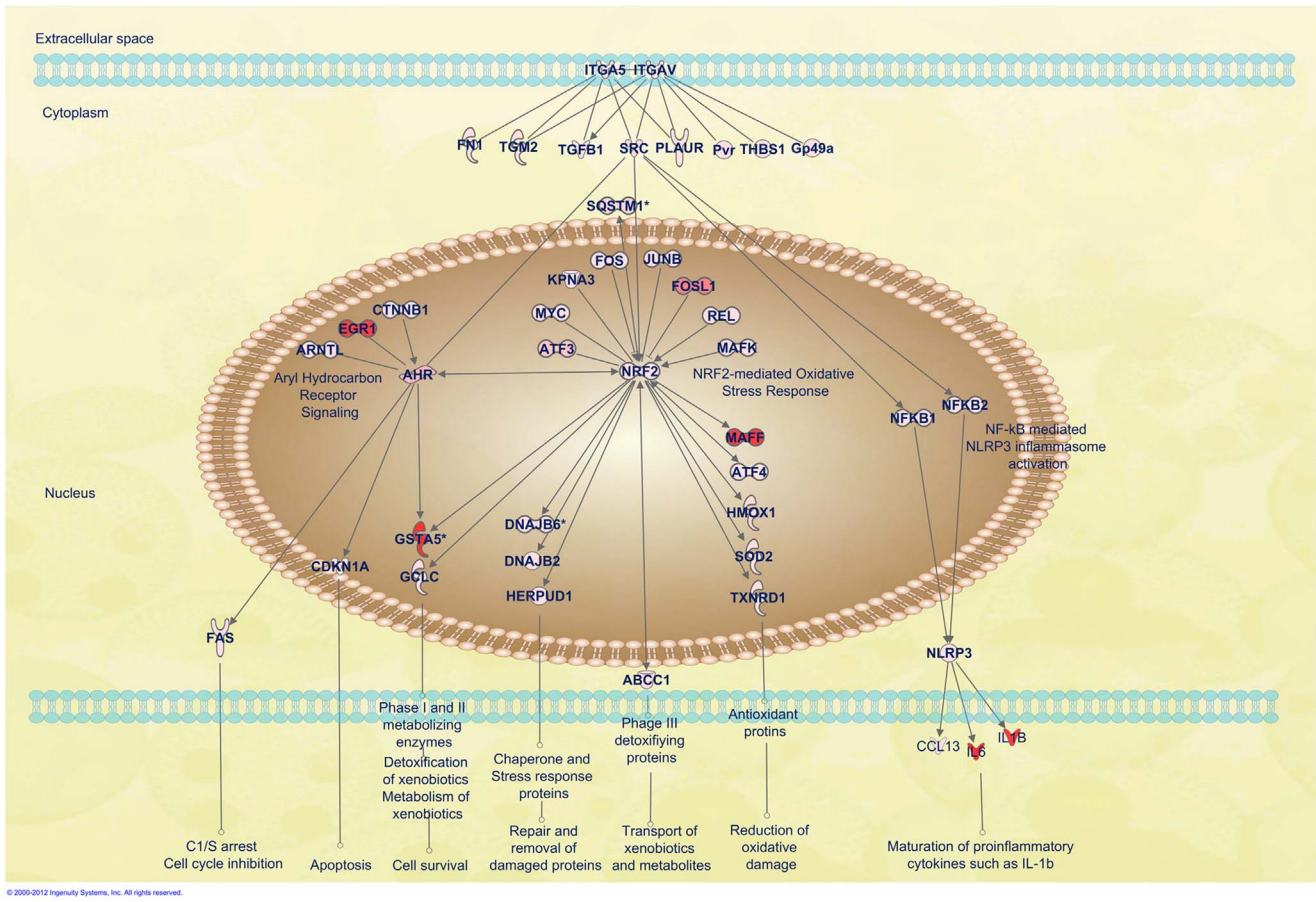 Extracellular space
ITGA5 ITGAV
Cytoplasm
FN1 TGM2 TGFB1 SRC PLAUR Pvr THBS1 Gp49a
SQSTM1*
FOS JUNB
KPNA3 FOSL1
CTNNB1 MYC REL
EGR1
ARNTL ATF3 MAFK
AHR NRF2
Aryl Hydrocarbon
Receptor
Signaling
NRF2-mediated Oxidative
Stress Response
NFKB1 NFKB2
NF-kB mediated
NLRP3 inflammasome
activation
MAFF
ATF4
Nucleus
HMOX1
DNAJB6*
GSTA5*
SOD2
DNAJB2
CDKN1A
GCLC
HERPUD1 TXNRD1
FAS
NLRP3
ABCC1
Phase I and II
metabolizing
enzymes
Detoxification
of xenobiotics
Metabolism of
xenobiotics
Phage III
detoxifiying
proteins
Antioxidant
protins
CCL13 IL6 IL1B
Chaperone and
Stress response
proteins
C1/S arrest
Cell cycle inhibition
Apoptosis
Cell survival
Repair and
removal of
damaged proteins
Transport of
xenobiotics
and metabolites
Reduction of
oxidative
damage
Maturation of proinflammatory
cytokines such as IL-1b
© 2000-2012 Ingenuity Systems, Inc. All rights reserved.